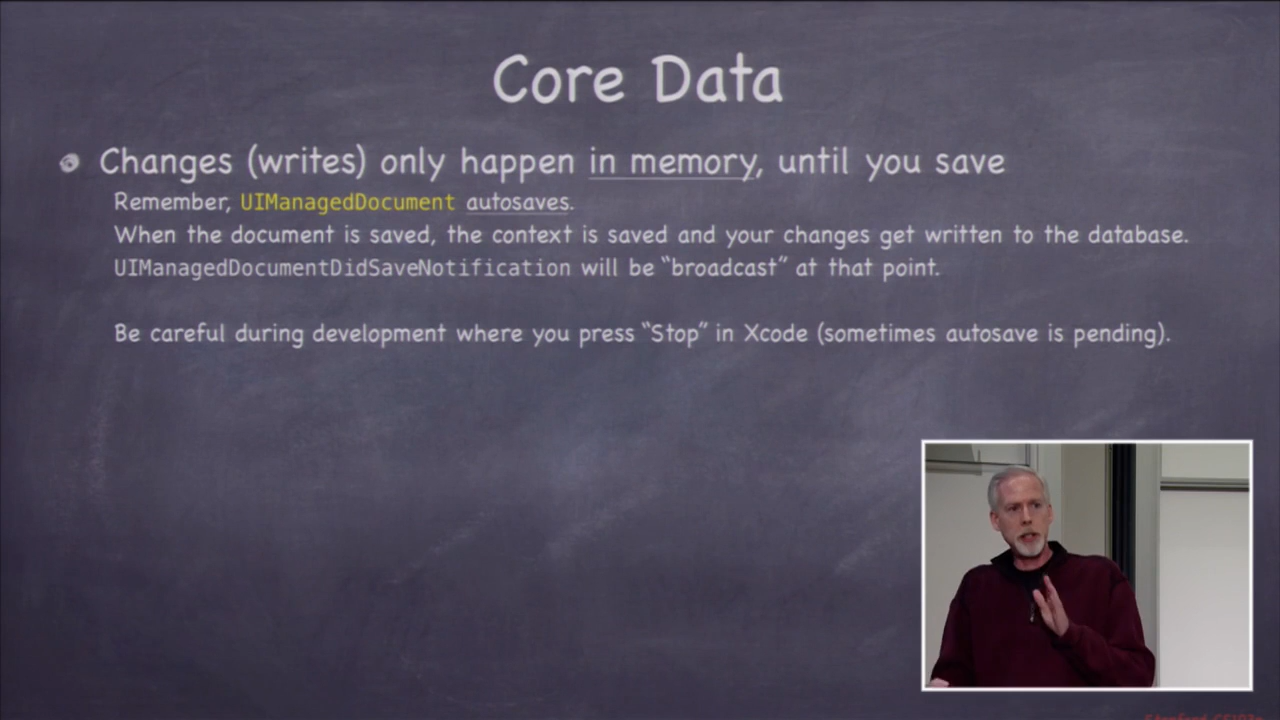 Core Data
Changes (writes) only happen in memory, until you save
Remember, UIManagedDocument autosaves.
When the document is saved, the context is saved and your changes get written to the database.
UIManagedDocumentDidSaveNotification will be “broadcast” at that point.
Be careful during development where you press “Stop” in Xcode (sometimes autosave is pending).